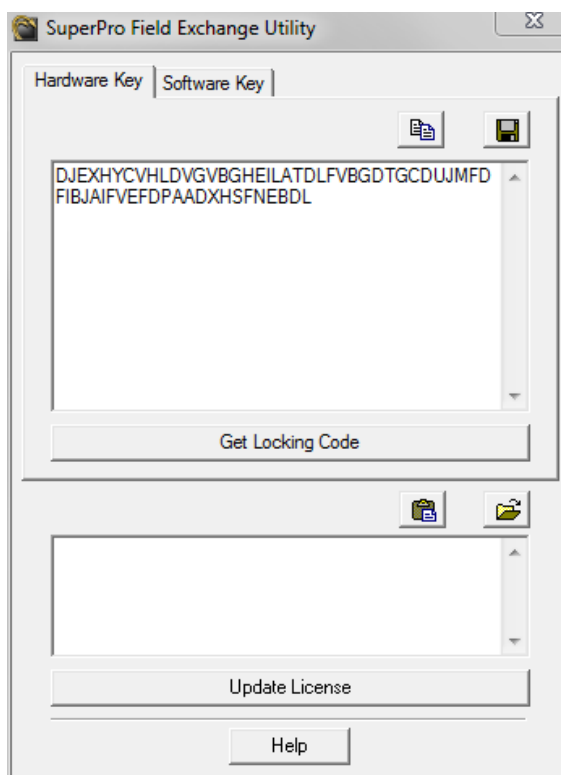 SuperPro Field Exchange Utility
Hardware Key
Software Key
DJEXHYCVHLDVGVBGHEILATDLFVBGDTGCDUJMFD
FIBJAIFVEFDPAADXHSFNEBDL
Get Locking Code
Update License
Help